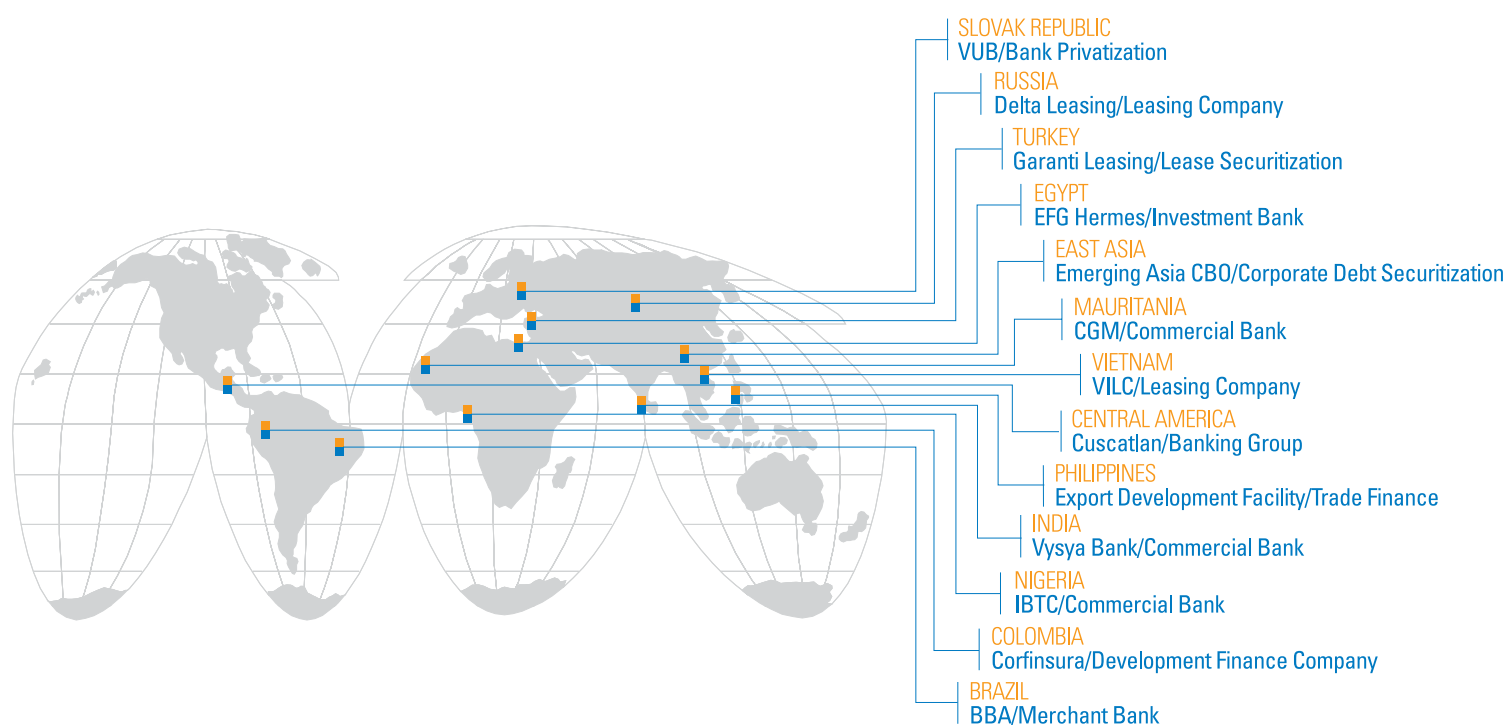 SLOVAK REPUBLIC
VUB/Bank Privatization
RUSSIA
Delta Leasing/Leasing Company
TURKEY
Garanti Leasing/Lease Securitization
EGYPT
EFG Hermes/Investment Bank
EAST ASIA
Emerging Asia CBO/Corporate Debt Securitization
MAURITANIA
CGM/Commercial Bank
VIETNAM
VILC/Leasing Company
CENTRAL AMERICA
Cuscatlan/Banking Group
PHILIPPINES
Export Development Facility/Trade Finance
INDIA
Vysya Bank/Commercial Bank
NIGERIA
IBTC/Commercial Bank
COLOMBIA
Corfinsura/Development Finance Company
BRAZIL
BBA/Merchant Bank